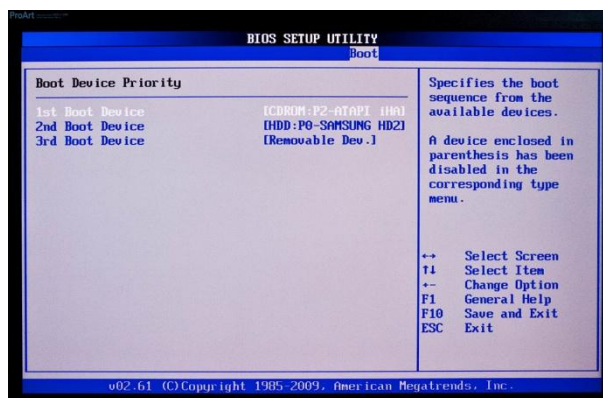 ProArt
BIOS SETUP UTILITY
Boot
Boot Device Priority
1st Boot Device [CDROM:P2-ATAPI iHA]
2nd Boot Device [HDD:P0-SAMSUNG HD2]
3rd Boot Device [Removable Dev.]
Specifies the boot
sequence from the
available devices.
A device enclosed in
parenthesis has been
disabled in the
corresponding type
menu.
↔ Select Screen
↑↓ Select Item
+- Change Option
F1 General Help
F10 Save and Exit
ESC Exit
v02.61 (C)Copyright 1985-2009, American Megatrends, Inc.